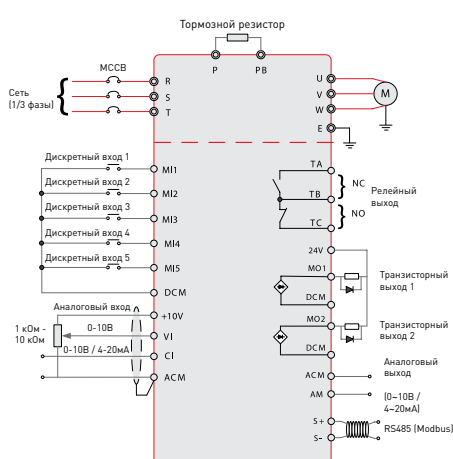 Тормозной резистор
P PB
MCCB
Сеть
(1/3 фазы)
R
S
T
U
V
W
E
M
Дискретный вход 1
MI1
Дискретный вход 2
MI2
Дискретный вход 3
MI3
Дискретный вход 4
MI4
Дискретный вход 5
MI5
DCM
Аналоговый вход
+10V
1 кОм -
10 кОм
0-10В
VI
0-10В / 4-20мА
CI
ACM
TA
NC
TB
NO
TC
Релейный
выход
24V
MO1
DCM
Транзисторный
выход 1
MO2
DCM
Транзисторный
выход 2
ACM
Аналоговый
выход
AM
(0~10В /
4~20мА)
S+
S-
RS485 (Modbus)